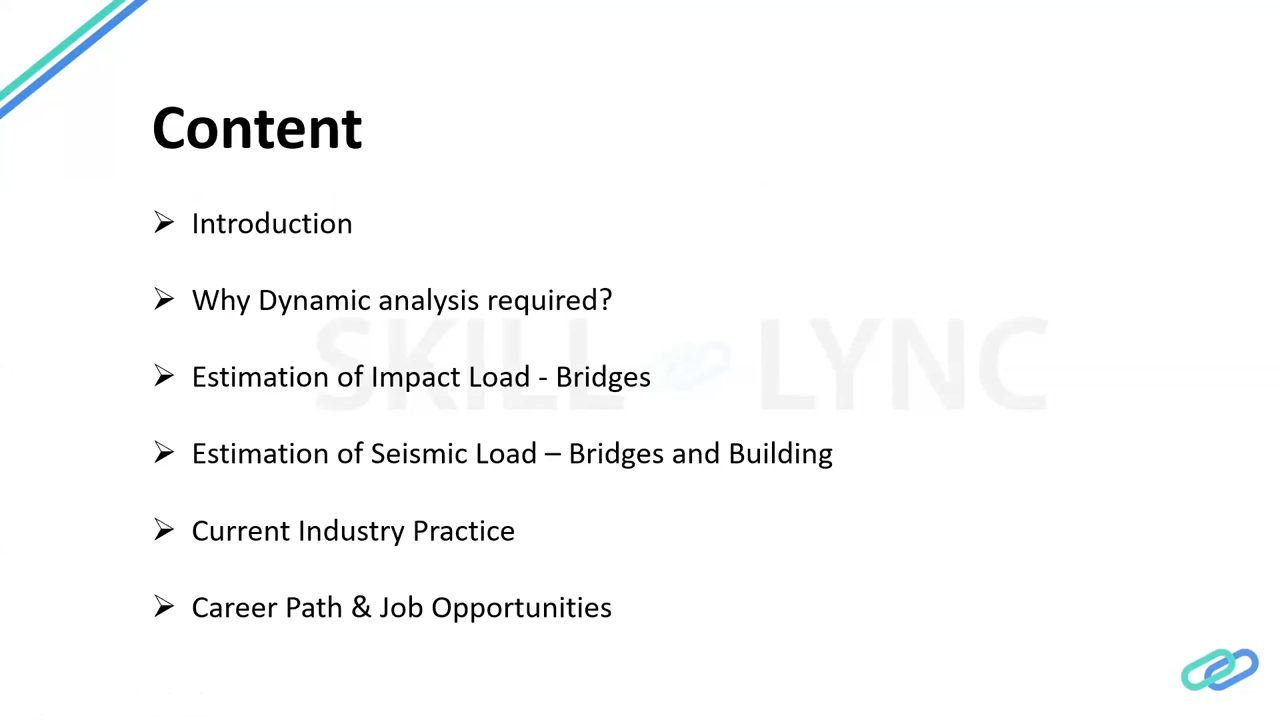 Content
Introduction
Why Dynamic analysis required?
Estimation of Impact Load - Bridges
Estimation of Seismic Load – Bridges and Building
Current Industry Practice
Career Path & Job Opportunities
SKILL LYNC